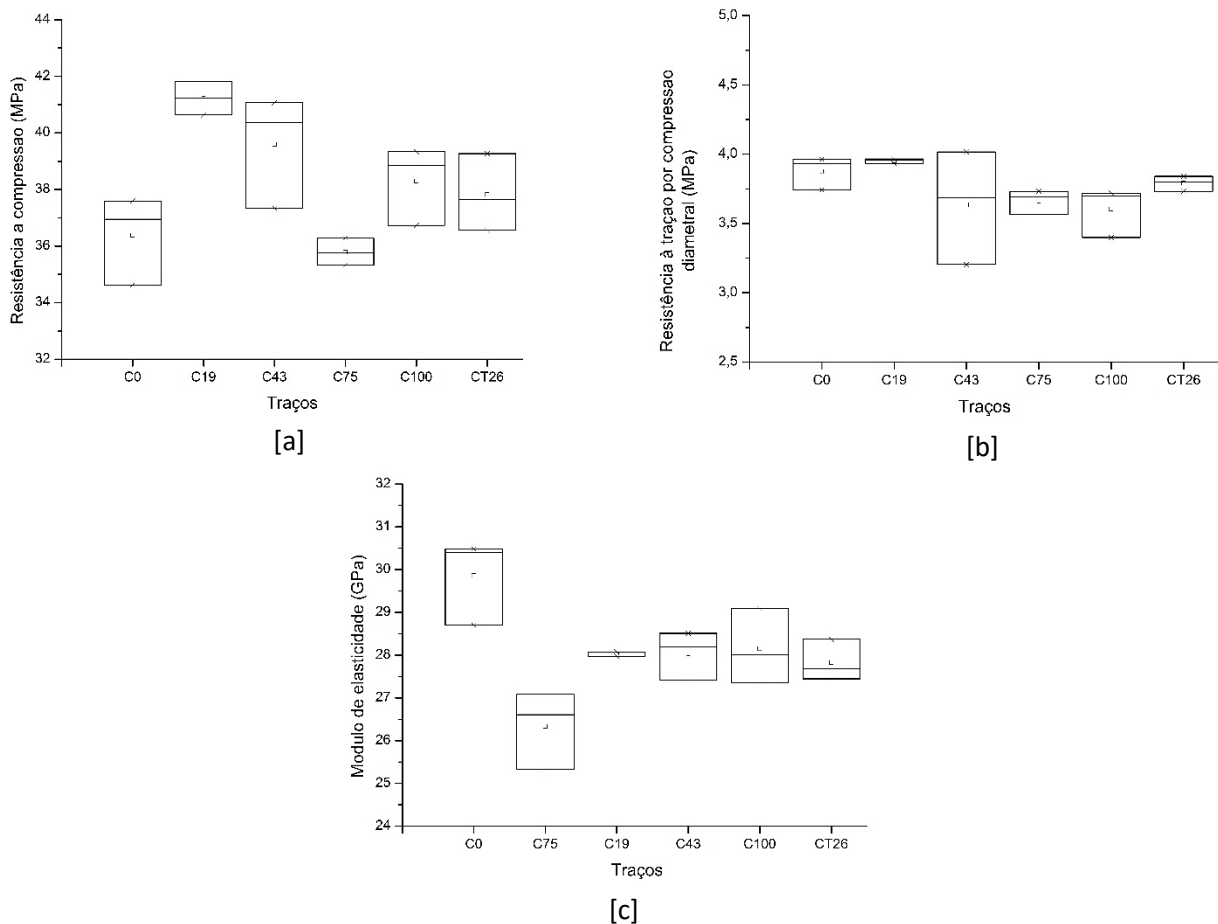 44
42
40
38
36
34
32
Resistência a compressao (MPa)
C0 C19 C43 C75 C100 CT26
Traços
[a]
5,0
4,5
4,0
3,5
3,0
2,5
Resistência à traçao por compressao
diametral (MPa)
C0 C19 C43 C75 C100 CT26
Traços
[b]
32
31
30
29
28
27
26
25
24
Modulo de elasticidade (GPa)
C0 C75 C19 C43 C100 CT26
Traços
[c]